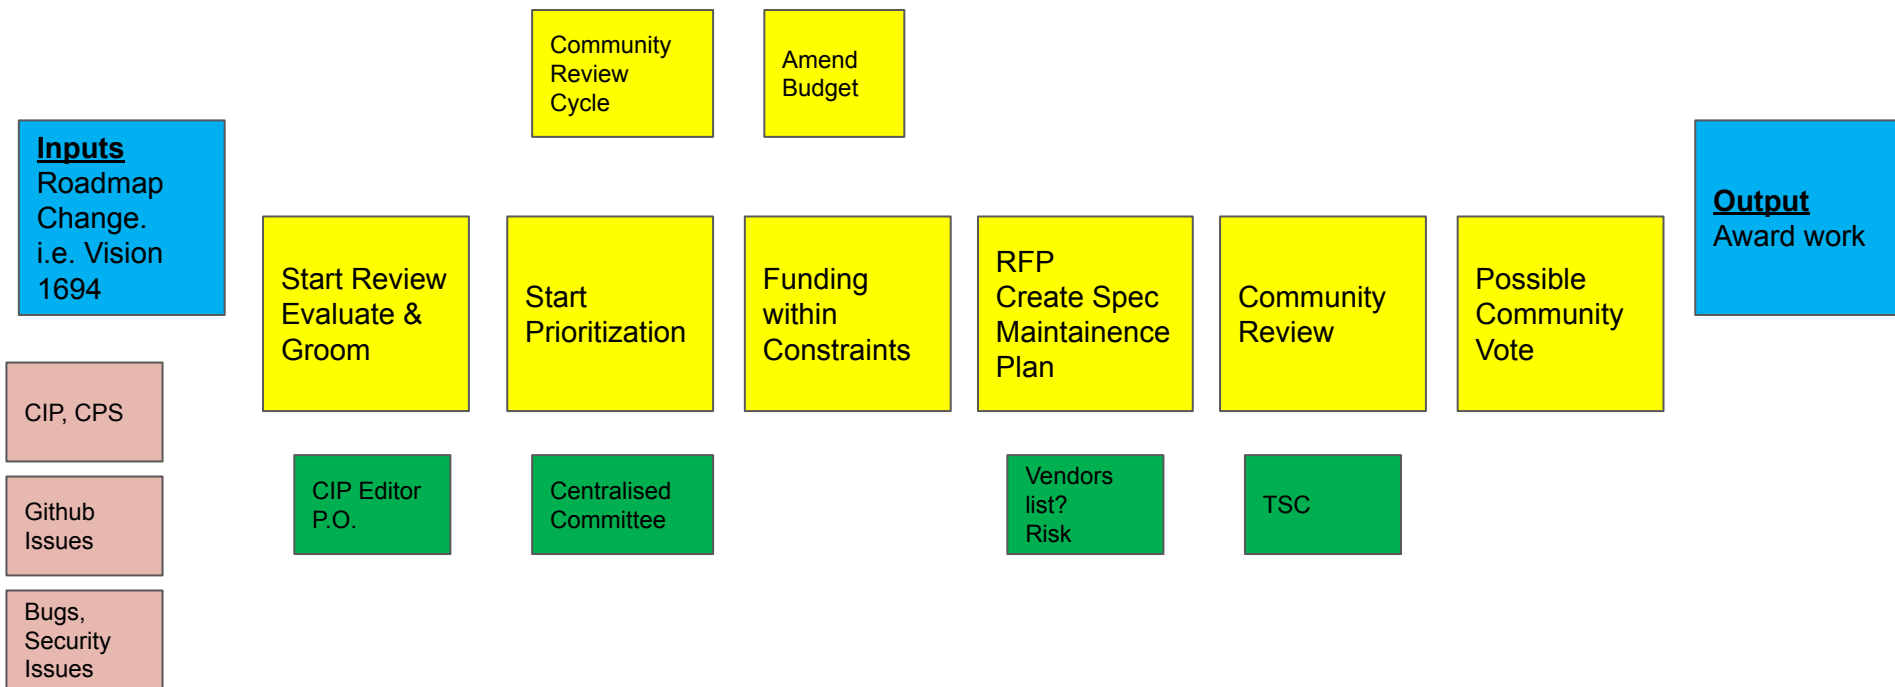 Community
Review
Cycle
Amend
Budget
Inputs
Roadmap
Change.
i.e. Vision
1694
Output
Award work
Start Review
Evaluate &
Groom
Start
Prioritization
Funding
within
Constraints
RFP
Create Spec
Maintainence
Plan
Community
Review
Possible
Community
Vote
CIP, CPS
Github
Issues
Bugs,
Security
Issues
CIP Editor
P.O.
Centralised
Committee
Vendors
list?
Risk
TSC